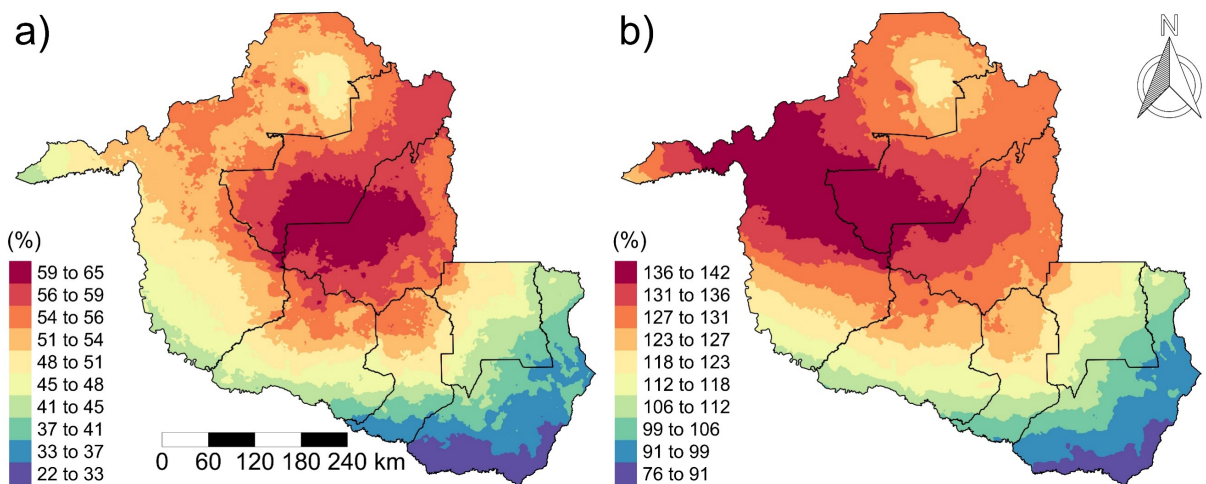 a)
b)
N
(%)
59 to 65
56 to 59
54 to 56
51 to 54
48 to 51
45 to 48
41 to 45
37 to 41
33 to 37
22 to 33
0 60 120 180 240 km
(%)
136 to 142
131 to 136
127 to 131
123 to 127
118 to 123
112 to 118
106 to 112
99 to 106
91 to 99
76 to 91